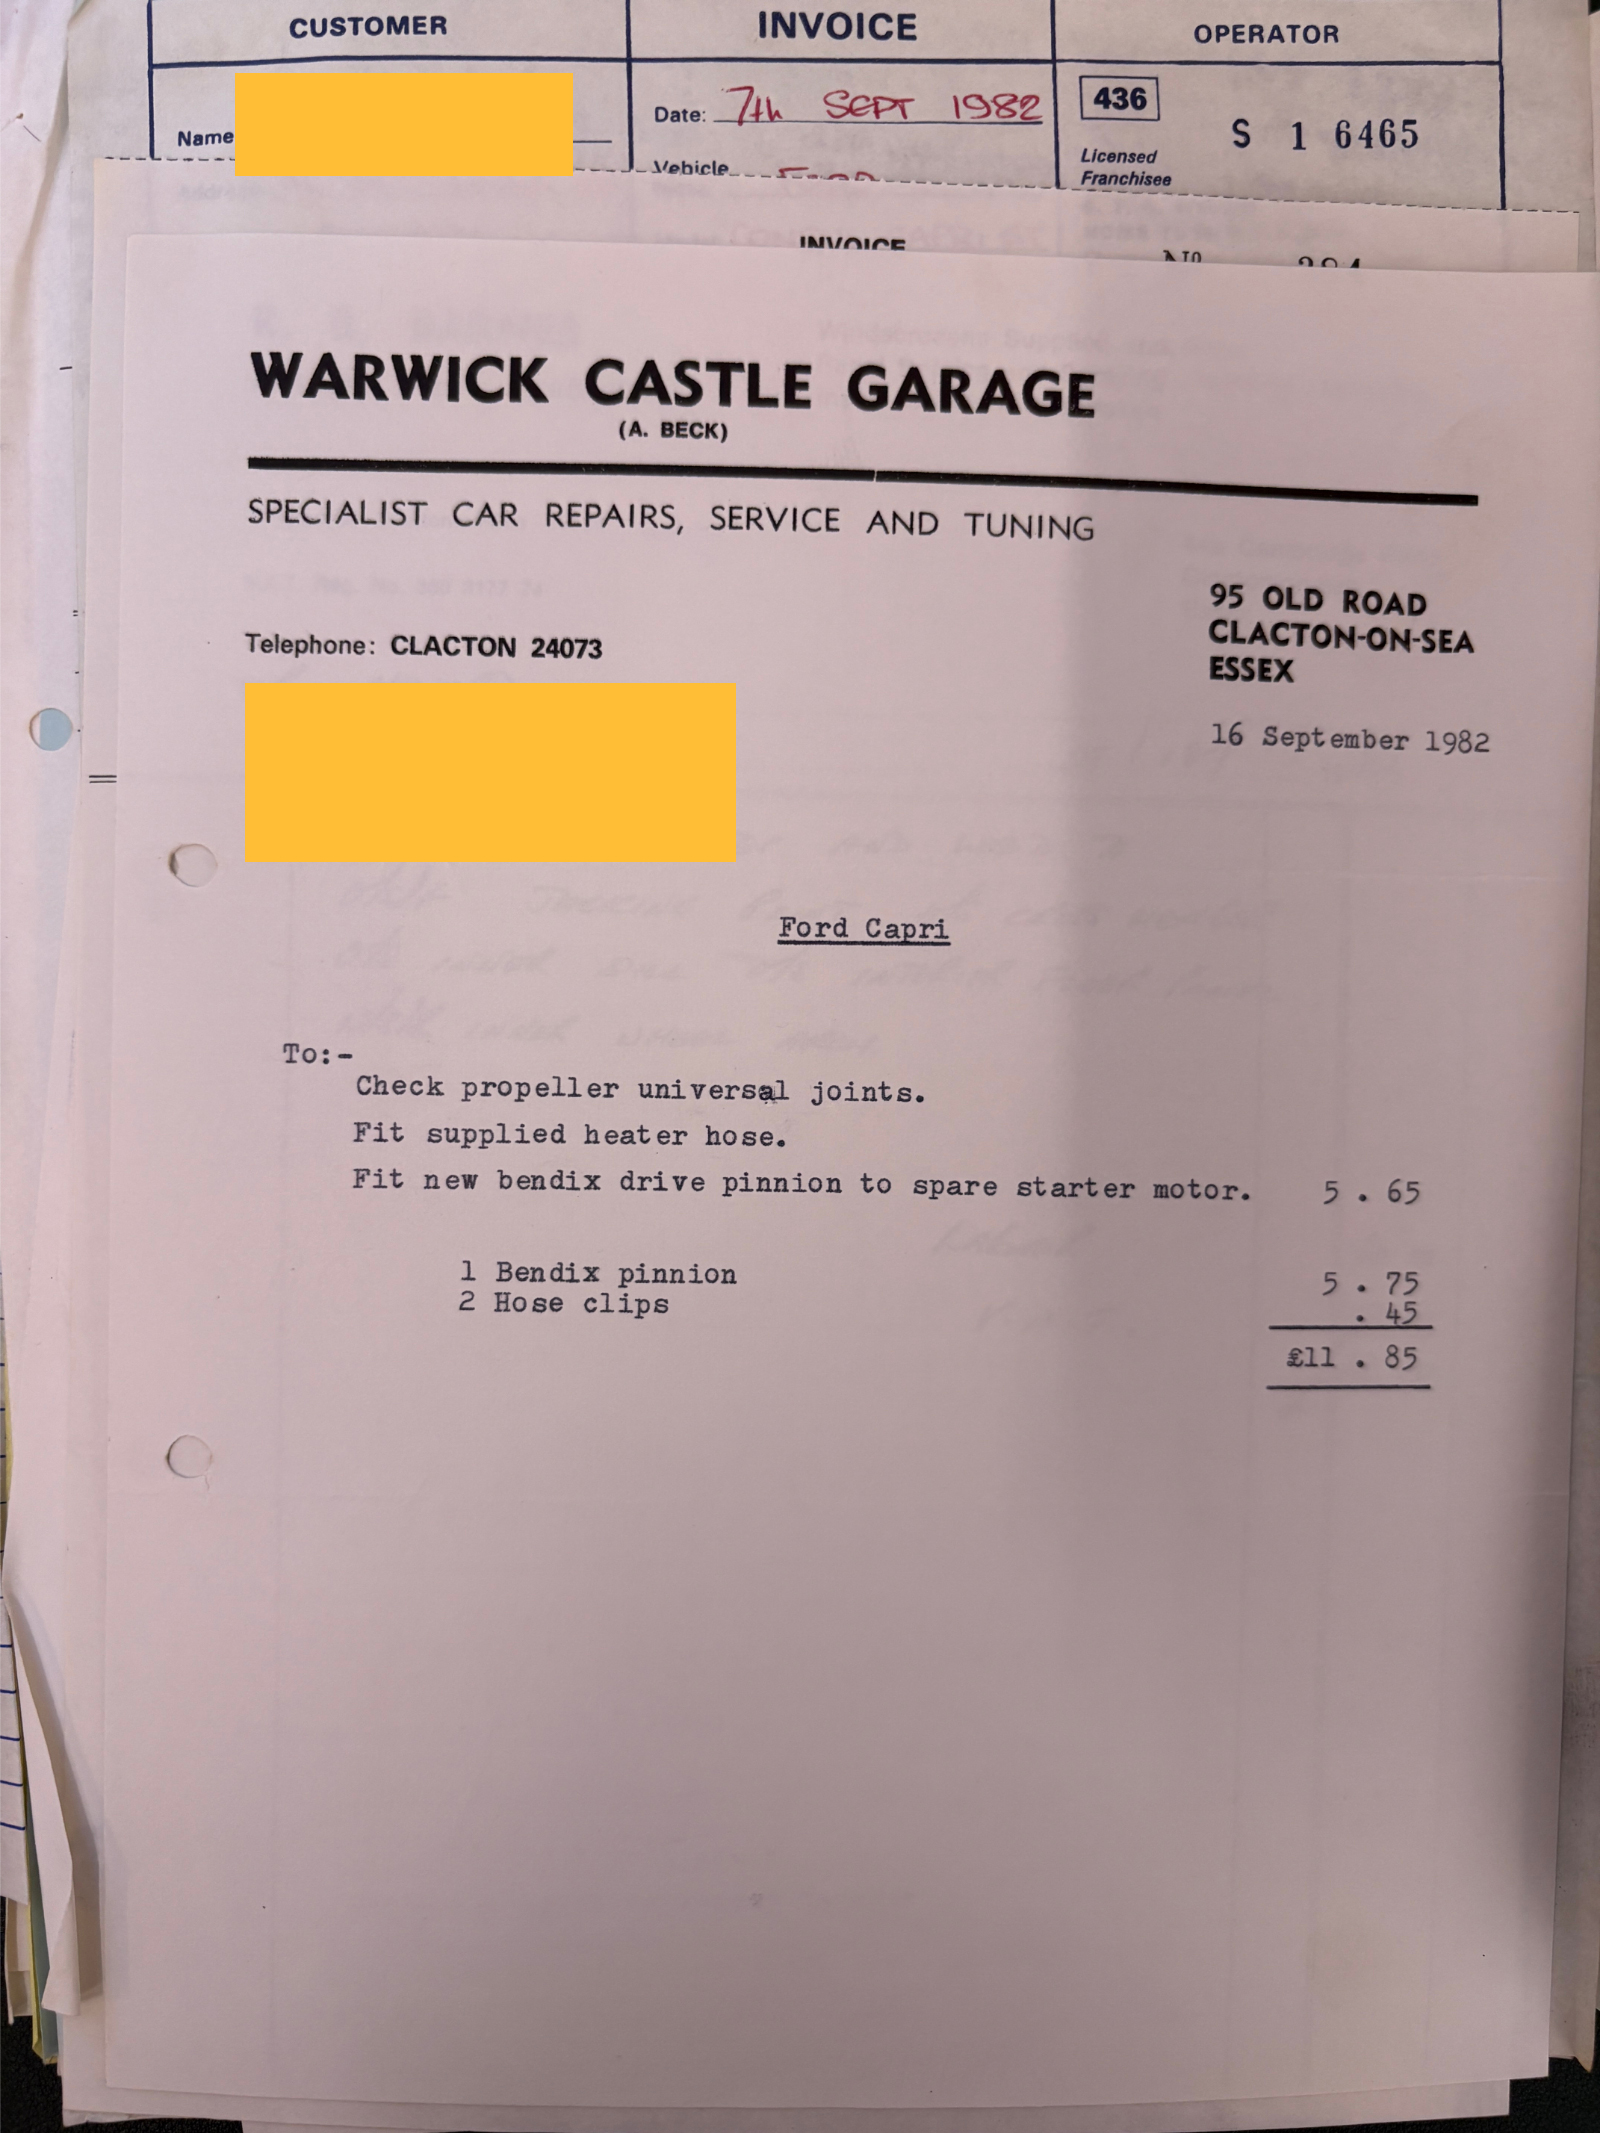 CUSTOMER INVOICE OPERATOR
Name
Date: 7th SEPT 1982
436
S 1 6465
Vehicle
Licensed
Franchisee
INVOICE
WARWICK CASTLE GARAGE
(A. BECK)
SPECIALIST CAR REPAIRS, SERVICE AND TUNING
95 OLD ROAD
CLACTON-ON-SEA
ESSEX
Telephone: CLACTON 24073
16 September 1982
Ford Capri
To:-
Check propeller universal joints.
Fit supplied heater hose.
Fit new bendix drive pinnion to spare starter motor. 5 . 65
1 Bendix pinnion 5 . 75
2 Hose clips . 45
£11 . 85